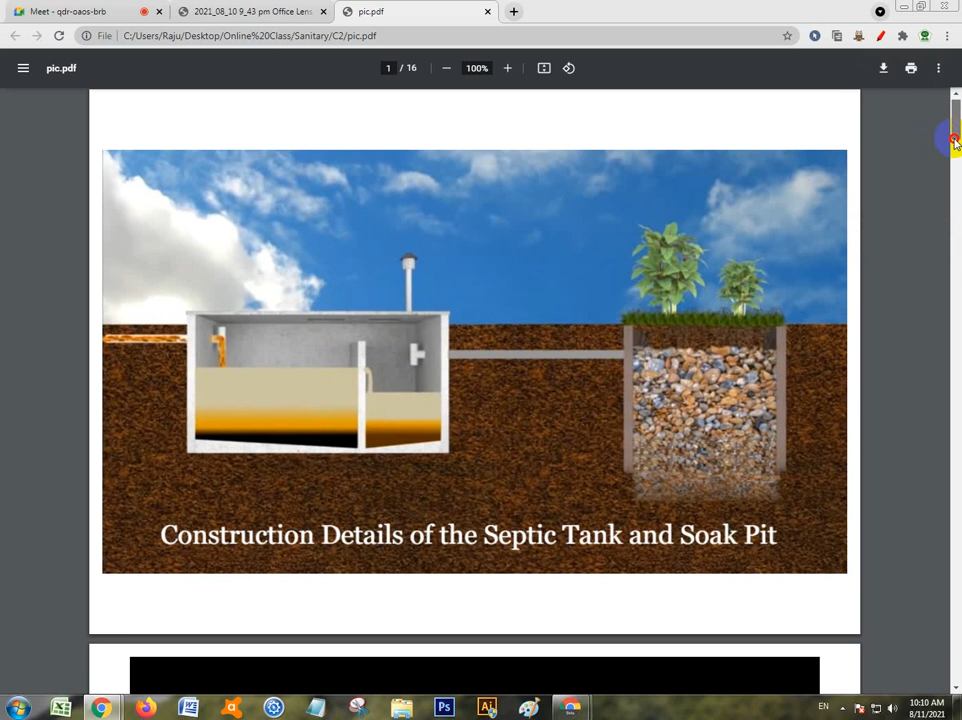 Meet - qdr-oaos-brb
2021_08_10 9_43 pm Office Lens
pic.pdf
File
C:/Users/Raju/Desktop/Online%20Class/Sanitary/C2/pic.pdf
pic.pdf
1 / 16
100%
Construction Details of the Septic Tank and Soak Pit
Ps
Ai
EN
10:10 AM
8/11/2021